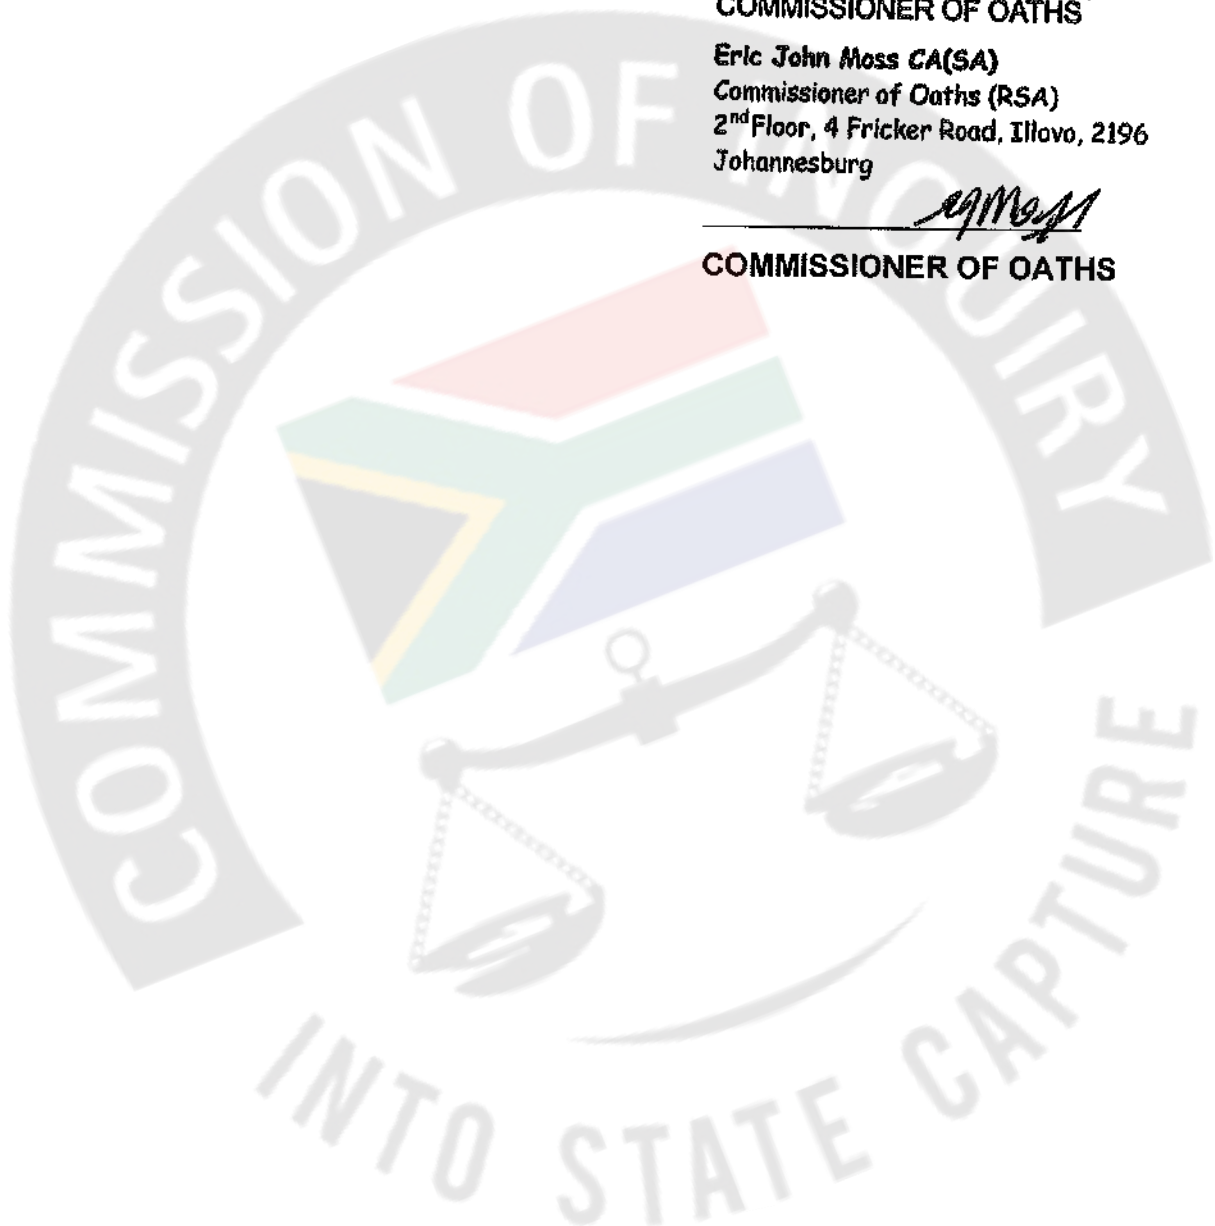 COMMISSIONER OF OATHS
Eric John Moss CA(SA)
Commissioner of Oaths (RSA)
2nd Floor, 4 Fricker Road, Illovo, 2196
Johannesburg
COMMISSIONER OF OATHS
COMMISSION OF INQUIRY
INTO STATE CAPTURE